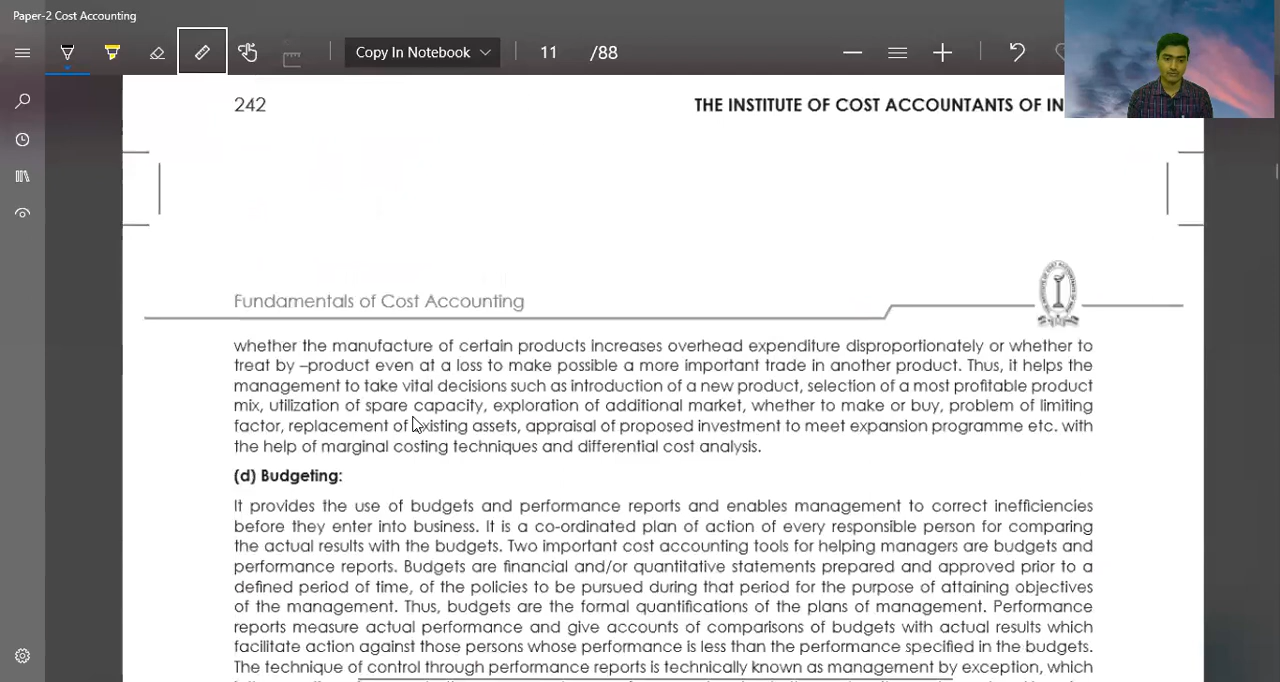 Paper-2 Cost Accounting
Copy In Notebook
11 /88
242
THE INSTITUTE OF COST ACCOUNTANTS OF IN
Fundamentals of Cost Accounting
whether the manufacture of certain products increases overhead expenditure disproportionately or whether to
treat by –product even at a loss to make possible a more important trade in another product. Thus, it helps the
management to take vital decisions such as introduction of a new product, selection of a most profitable product
mix, utilization of spare capacity, exploration of additional market, whether to make or buy, problem of limiting
factor, replacement of existing assets, appraisal of proposed investment to meet expansion programme etc. with
the help of marginal costing techniques and differential cost analysis.
(d) Budgeting:
It provides the use of budgets and performance reports and enables management to correct inefficiencies
before they enter into business. It is a co-ordinated plan of action of every responsible person for comparing
the actual results with the budgets. Two important cost accounting tools for helping managers are budgets and
performance reports. Budgets are financial and/or quantitative statements prepared and approved prior to a
defined period of time, of the policies to be pursued during that period for the purpose of attaining objectives
of the management. Thus, budgets are the formal quantifications of the plans of management. Performance
reports measure actual performance and give accounts of comparisons of budgets with actual results which
facilitate action against those persons whose performance is less than the performance specified in the budgets.
The technique of control through performance reports is technically known as management by exception, which